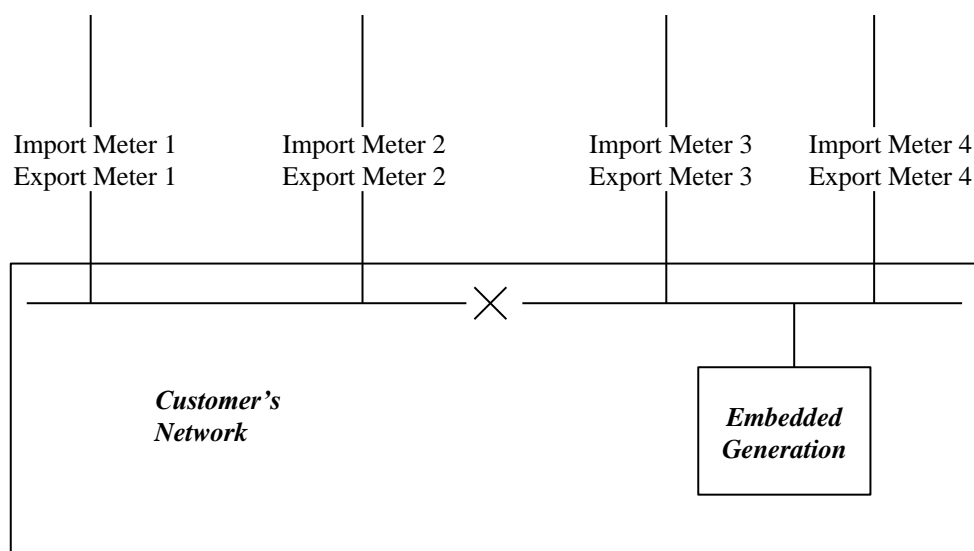 Import Meter 1
Export Meter 1
Import Meter 2
Export Meter 2
Import Meter 3
Export Meter 3
Import Meter 4
Export Meter 4
Customer’s
Network
Embedded
Generation